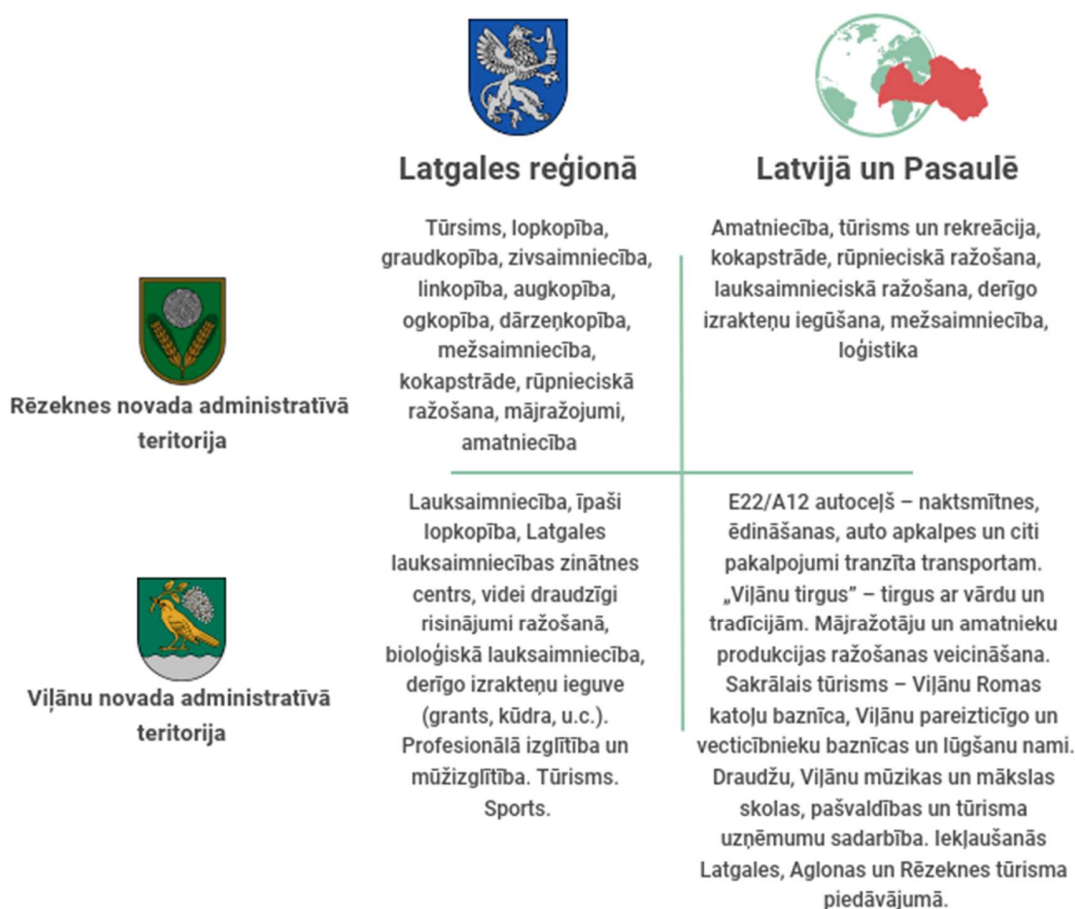 Latgales reģionā
Latvijā un Pasaulē
Rēzeknes novada administratīvā
teritorija
Tūrsims, lopkopība,
graudkopība, zivsaimniecība,
linkopība, augkopība,
ogkopība, dārzeņkopība,
mežsaimniecība,
kokapstrāde, rūpnieciskā
ražošana, mājražojumi,
amatniecība
Amatniecība, tūrisms un rekreācija,
kokapstrāde, rūpnieciskā ražošana,
lauksaimnieciskā ražošana, derīgo
izrakteņu iegūšana, mežsaimniecība,
loģistika
Viļānu novada administratīvā
teritorija
Lauksaimniecība, īpaši
lopkopība, Latgales
lauksaimniecības zinātnes
centrs, videi draudzīgi
risinājumi ražošanā,
bioloģiskā lauksaimniecība,
derīgo izrakteņu ieguve
(grants, kūdra, u.c.).
Profesionālā izglītība un
mūžizglītība. Tūrisms.
Sports.
E22/A12 autoceļš – naktsmītnes,
ēdināšanas, auto apkalpes un citi
pakalpojumi tranzīta transportam.
„Viļānu tirgus” – tirgus ar vārdu un
tradīcijām. Mājražotāju un amatnieku
produkcijas ražošanas veicināšana.
Sakrālais tūrisms – Viļānu Romas
katoļu baznīca, Viļānu pareizticīgo un
vecticībnieku baznīcas un lūgšanu nami.
Draudžu, Viļānu mūzikas un mākslas
skolas, pašvaldības un tūrisma
uzņēmumu sadarbība. Iekļaušanās
Latgales, Aglonas un Rēzeknes tūrisma
piedāvājumā.